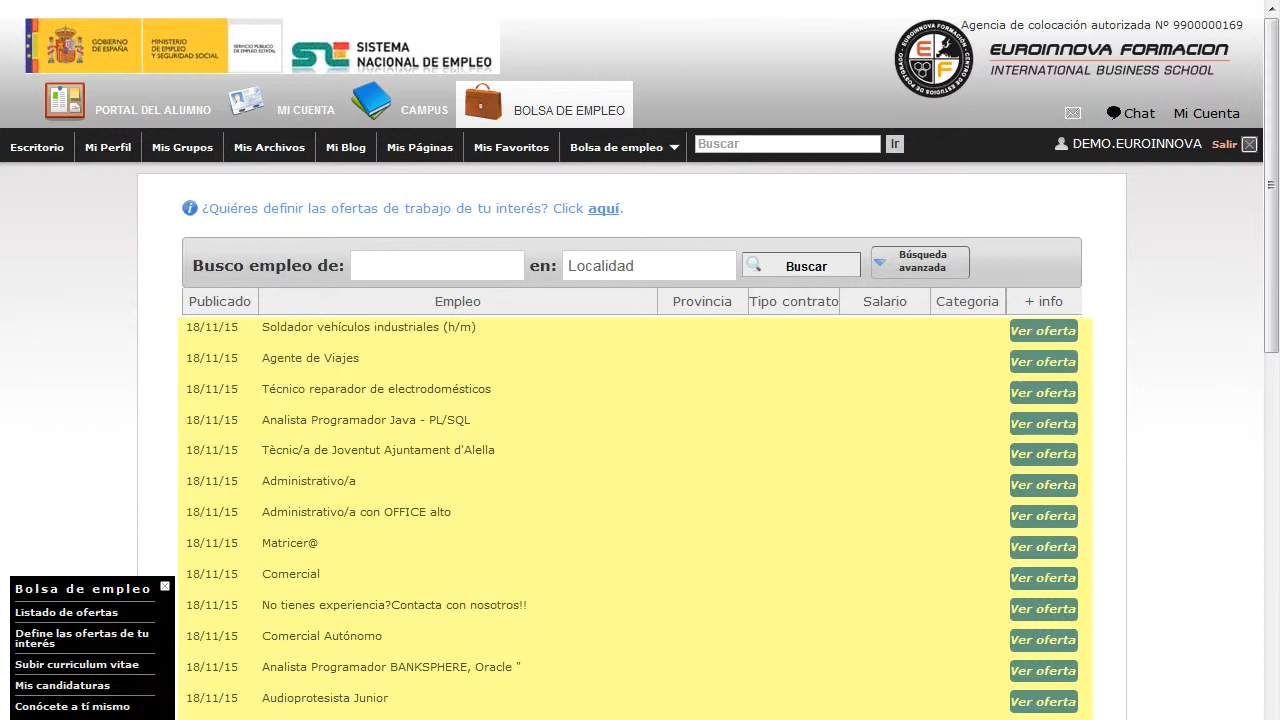 GOBIERNO DE ESPAÑA
MINISTERIO DE EMPLEO Y SEGURIDAD SOCIAL
SERVICIO PÚBLICO DE EMPLEO ESTATAL
SISTEMA NACIONAL DE EMPLEO
Agencia de colocación autorizada Nº 9900000169
EUROINNOVA FORMACION
INTERNATIONAL BUSINESS SCHOOL
PORTAL DEL ALUMNO MI CUENTA CAMPUS BOLSA DE EMPLEO
Chat Mi Cuenta
Escritorio Mi Perfil Mis Grupos Mis Archivos Mi Blog Mis Páginas Mis Favoritos Bolsa de empleo Buscar Ir DEMO.EUROINNOVA Salir
¿Quiéres definir las ofertas de trabajo de tu interés? Click aquí.
Busco empleo de: en: Localidad Buscar Búsqueda avanzada
Publicado Empleo Provincia Tipo contrato Salario Categoria + info
18/11/15 Soldador vehículos industriales (h/m) Ver oferta
18/11/15 Agente de Viajes Ver oferta
18/11/15 Técnico reparador de electrodomésticos Ver oferta
18/11/15 Analista Programador Java - PL/SQL Ver oferta
18/11/15 Tècnic/a de Joventut Ajuntament d'Alella Ver oferta
18/11/15 Administrativo/a Ver oferta
18/11/15 Administrativo/a con OFFICE alto Ver oferta
18/11/15 Matricer@ Ver oferta
18/11/15 Comercial Ver oferta
18/11/15 No tienes experiencia?Contacta con nosotros!! Ver oferta
18/11/15 Comercial Autónomo Ver oferta
18/11/15 Analista Programador BANKSPHERE, Oracle " Ver oferta
18/11/15 Audioprotesista Junior Ver oferta
Bolsa de empleo
Listado de ofertas
Define las ofertas de tu
interés
Subir curriculum vitae
Mis candidaturas
Conócete a tí mismo